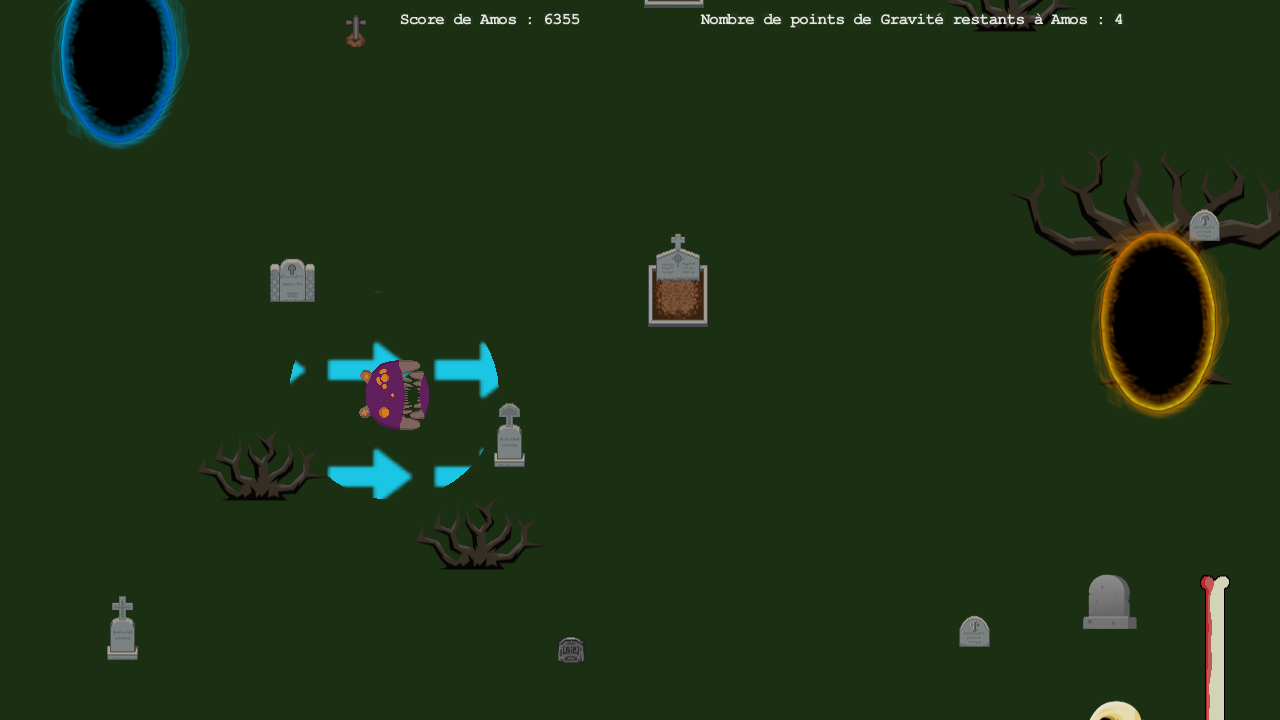 Score de Amos : 6355
Nombre de points de Gravité restants à Amos : 4